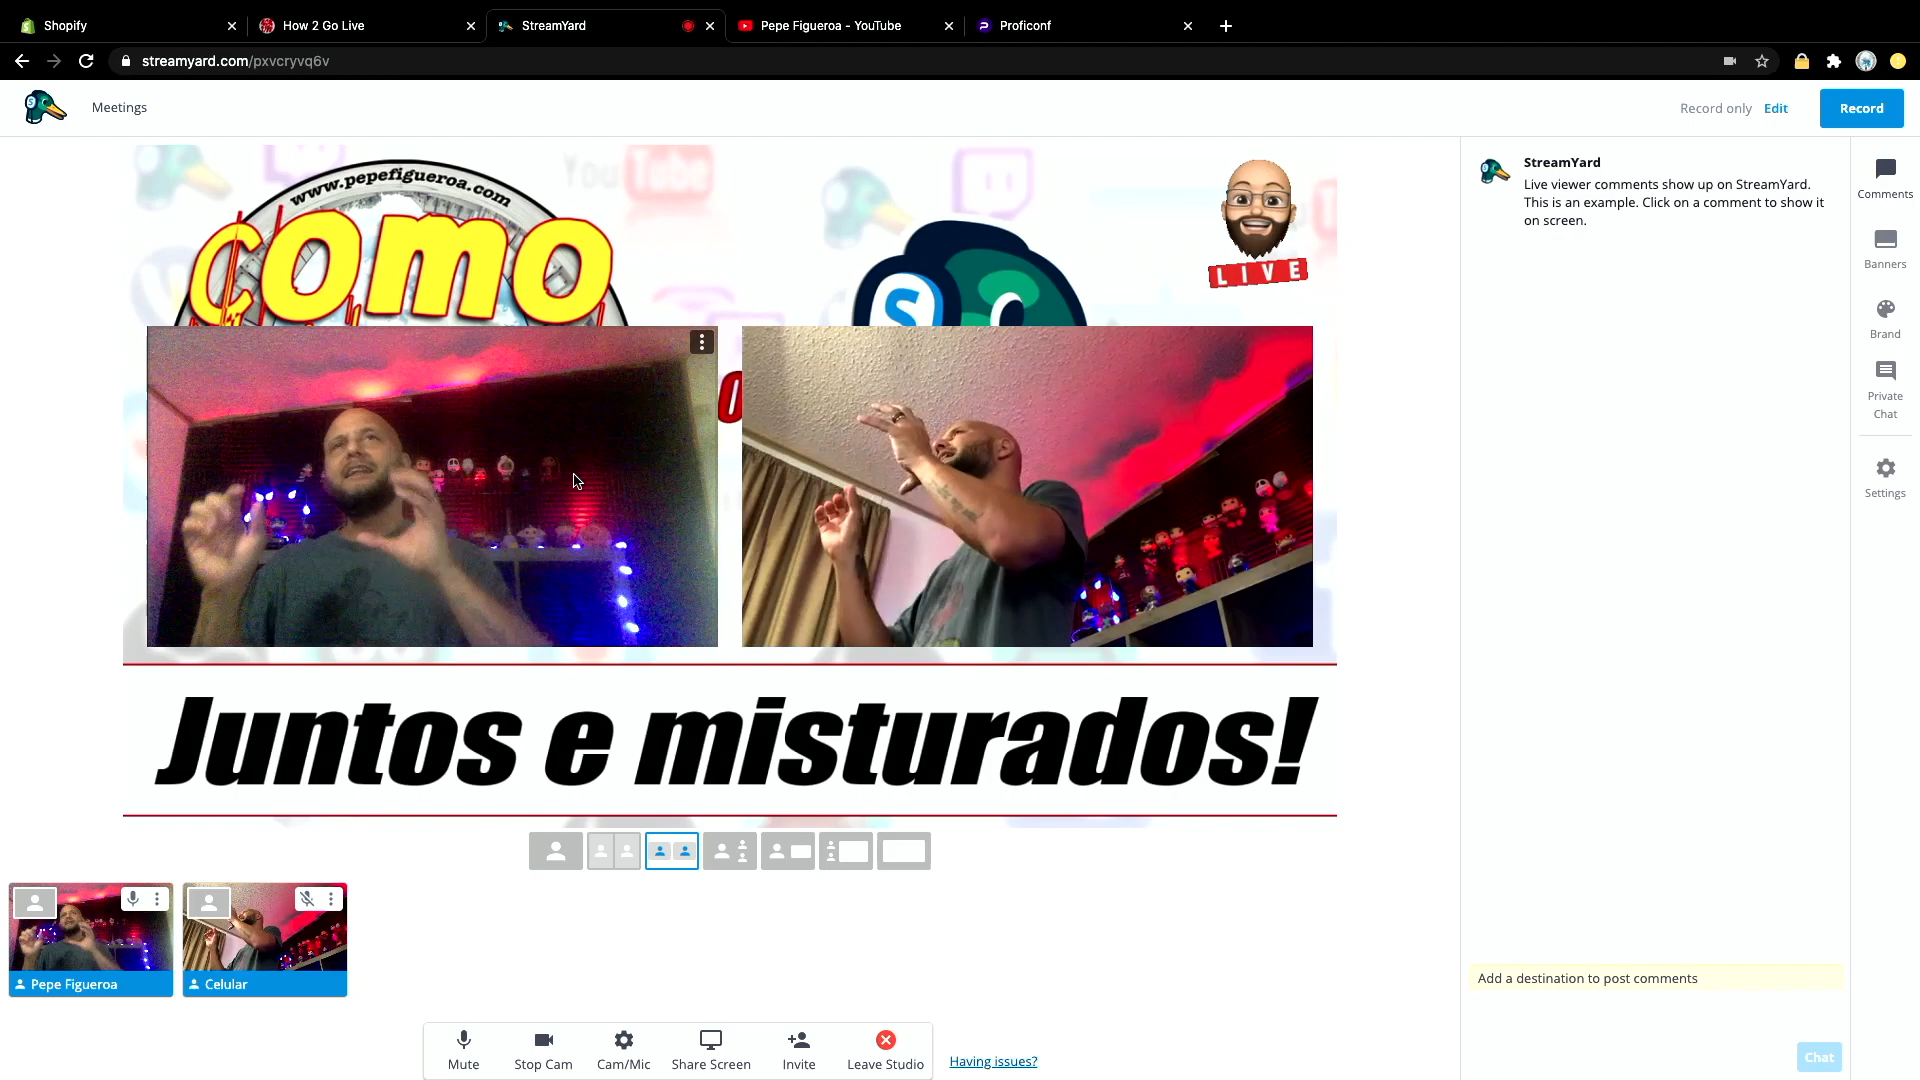 Shopify
How 2 Go Live
StreamYard
Pepe Figueroa - YouTube
Proficonf
streamyard.com/pxvcryvq6v
Meetings
Record only
Edit
Record
www.pepefigueroa.com
You Tube
COMO
S
LIVE
StreamYard
Live viewer comments show up on StreamYard.
This is an example. Click on a comment to show it
on screen.
Comments
Banners
Brand
Private
Chat
Settings
Juntos e misturados!
Pepe Figueroa
Celular
Add a destination to post comments
Mute
Stop Cam
Cam/Mic
Share Screen
Invite
Leave Studio
Having issues?
Chat